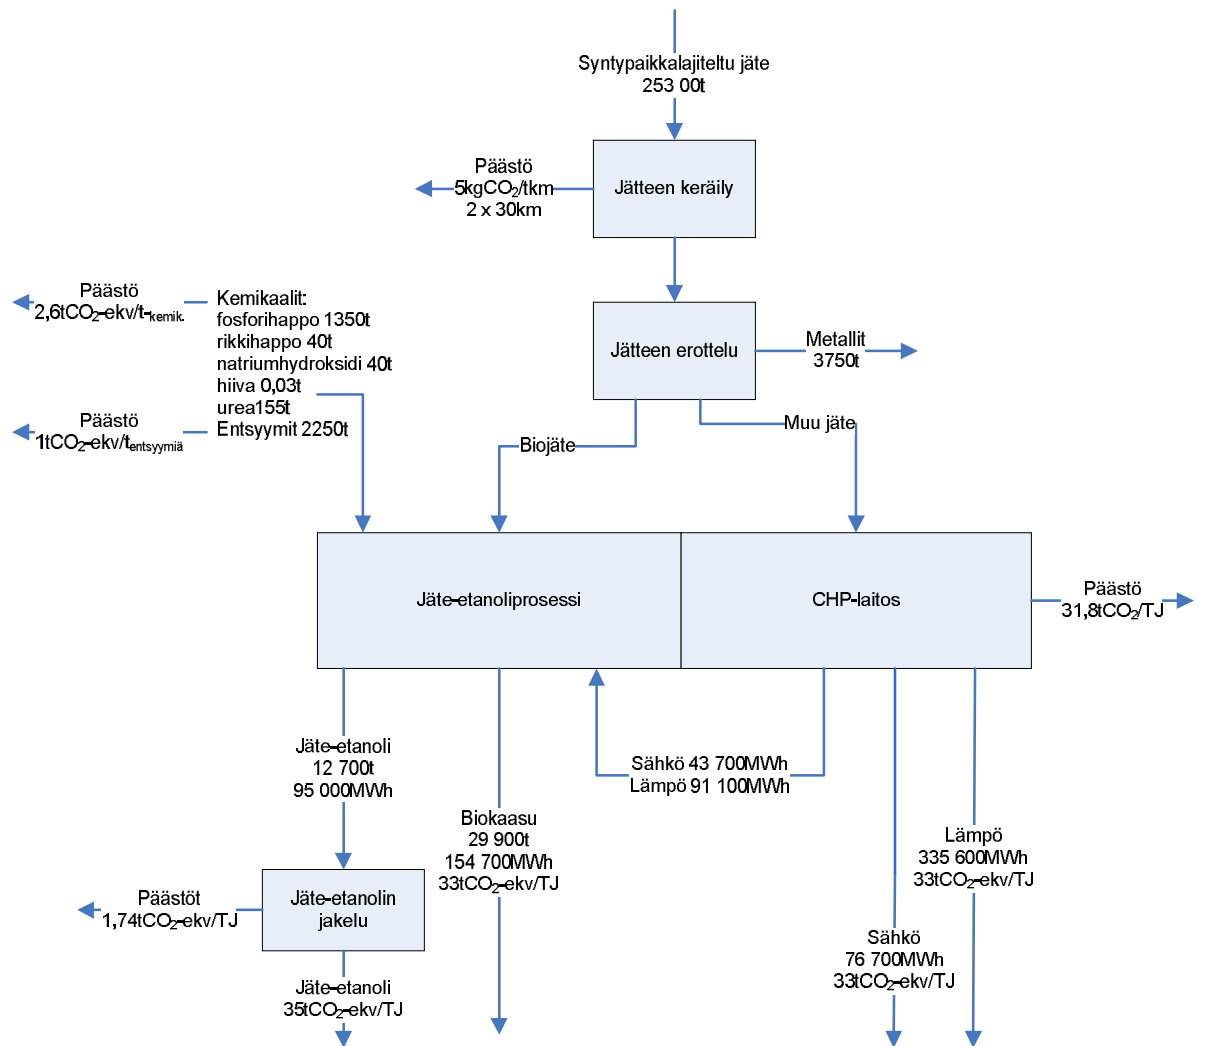 Syntypaikkalajiteltu jäte
253 00t
Jätteen keräily
Päästö
5kgCO₂/tkm
2 x 30km
Päästö
2,6tCO₂-ekv/t-kemik.
Kemikaalit:
fosforihappo 1350t
rikkihappo 40t
natriumhydroksidi 40t
hiiva 0,03t
urea155t
Entsyymit 2250t
Päästö
1tCO₂-ekv/tentsyymiä
Jätteen erottelu
Metallit
3750t
Biojäte
Muu jäte
Jäte-etanoliprosessi
CHP-laitos
Päästö
31,8tCO₂/TJ
Jäte-etanoli
12 700t
95 000MWh
Sähkö 43 700MWh
Lämpö 91 100MWh
Biokaasu
29 900t
154 700MWh
33tCO₂-ekv/TJ
Lämpö
335 600MWh
33tCO₂-ekv/TJ
Päästöt
1,74tCO₂-ekv/TJ
Jäte-etanolin
jakelu
Sähkö
76 700MWh
33tCO₂-ekv/TJ
Jäte-etanoli
35tCO₂-ekv/TJ